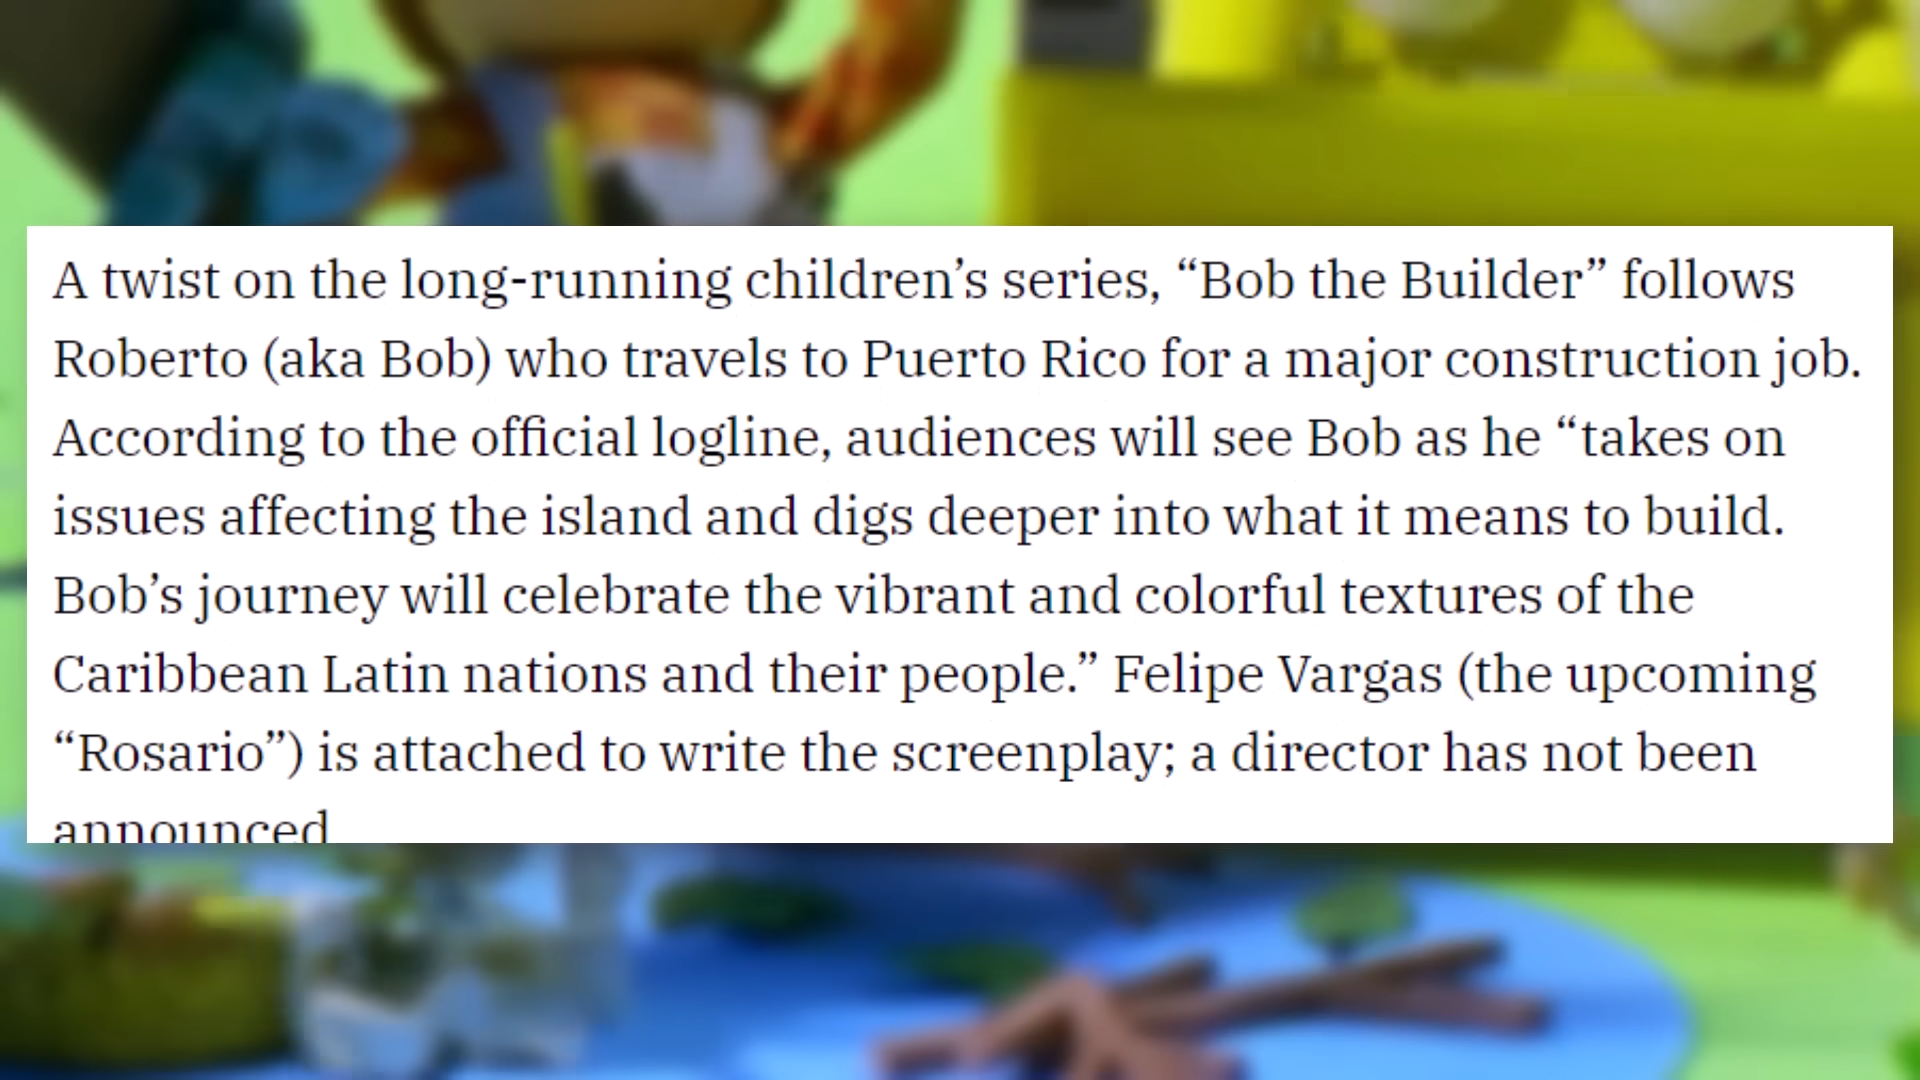 A twist on the long-running children’s series, “Bob the Builder” follows
Roberto (aka Bob) who travels to Puerto Rico for a major construction job.
According to the official logline, audiences will see Bob as he “takes on
issues affecting the island and digs deeper into what it means to build.
Bob’s journey will celebrate the vibrant and colorful textures of the
Caribbean Latin nations and their people.” Felipe Vargas (the upcoming
“Rosario”) is attached to write the screenplay; a director has not been
announced